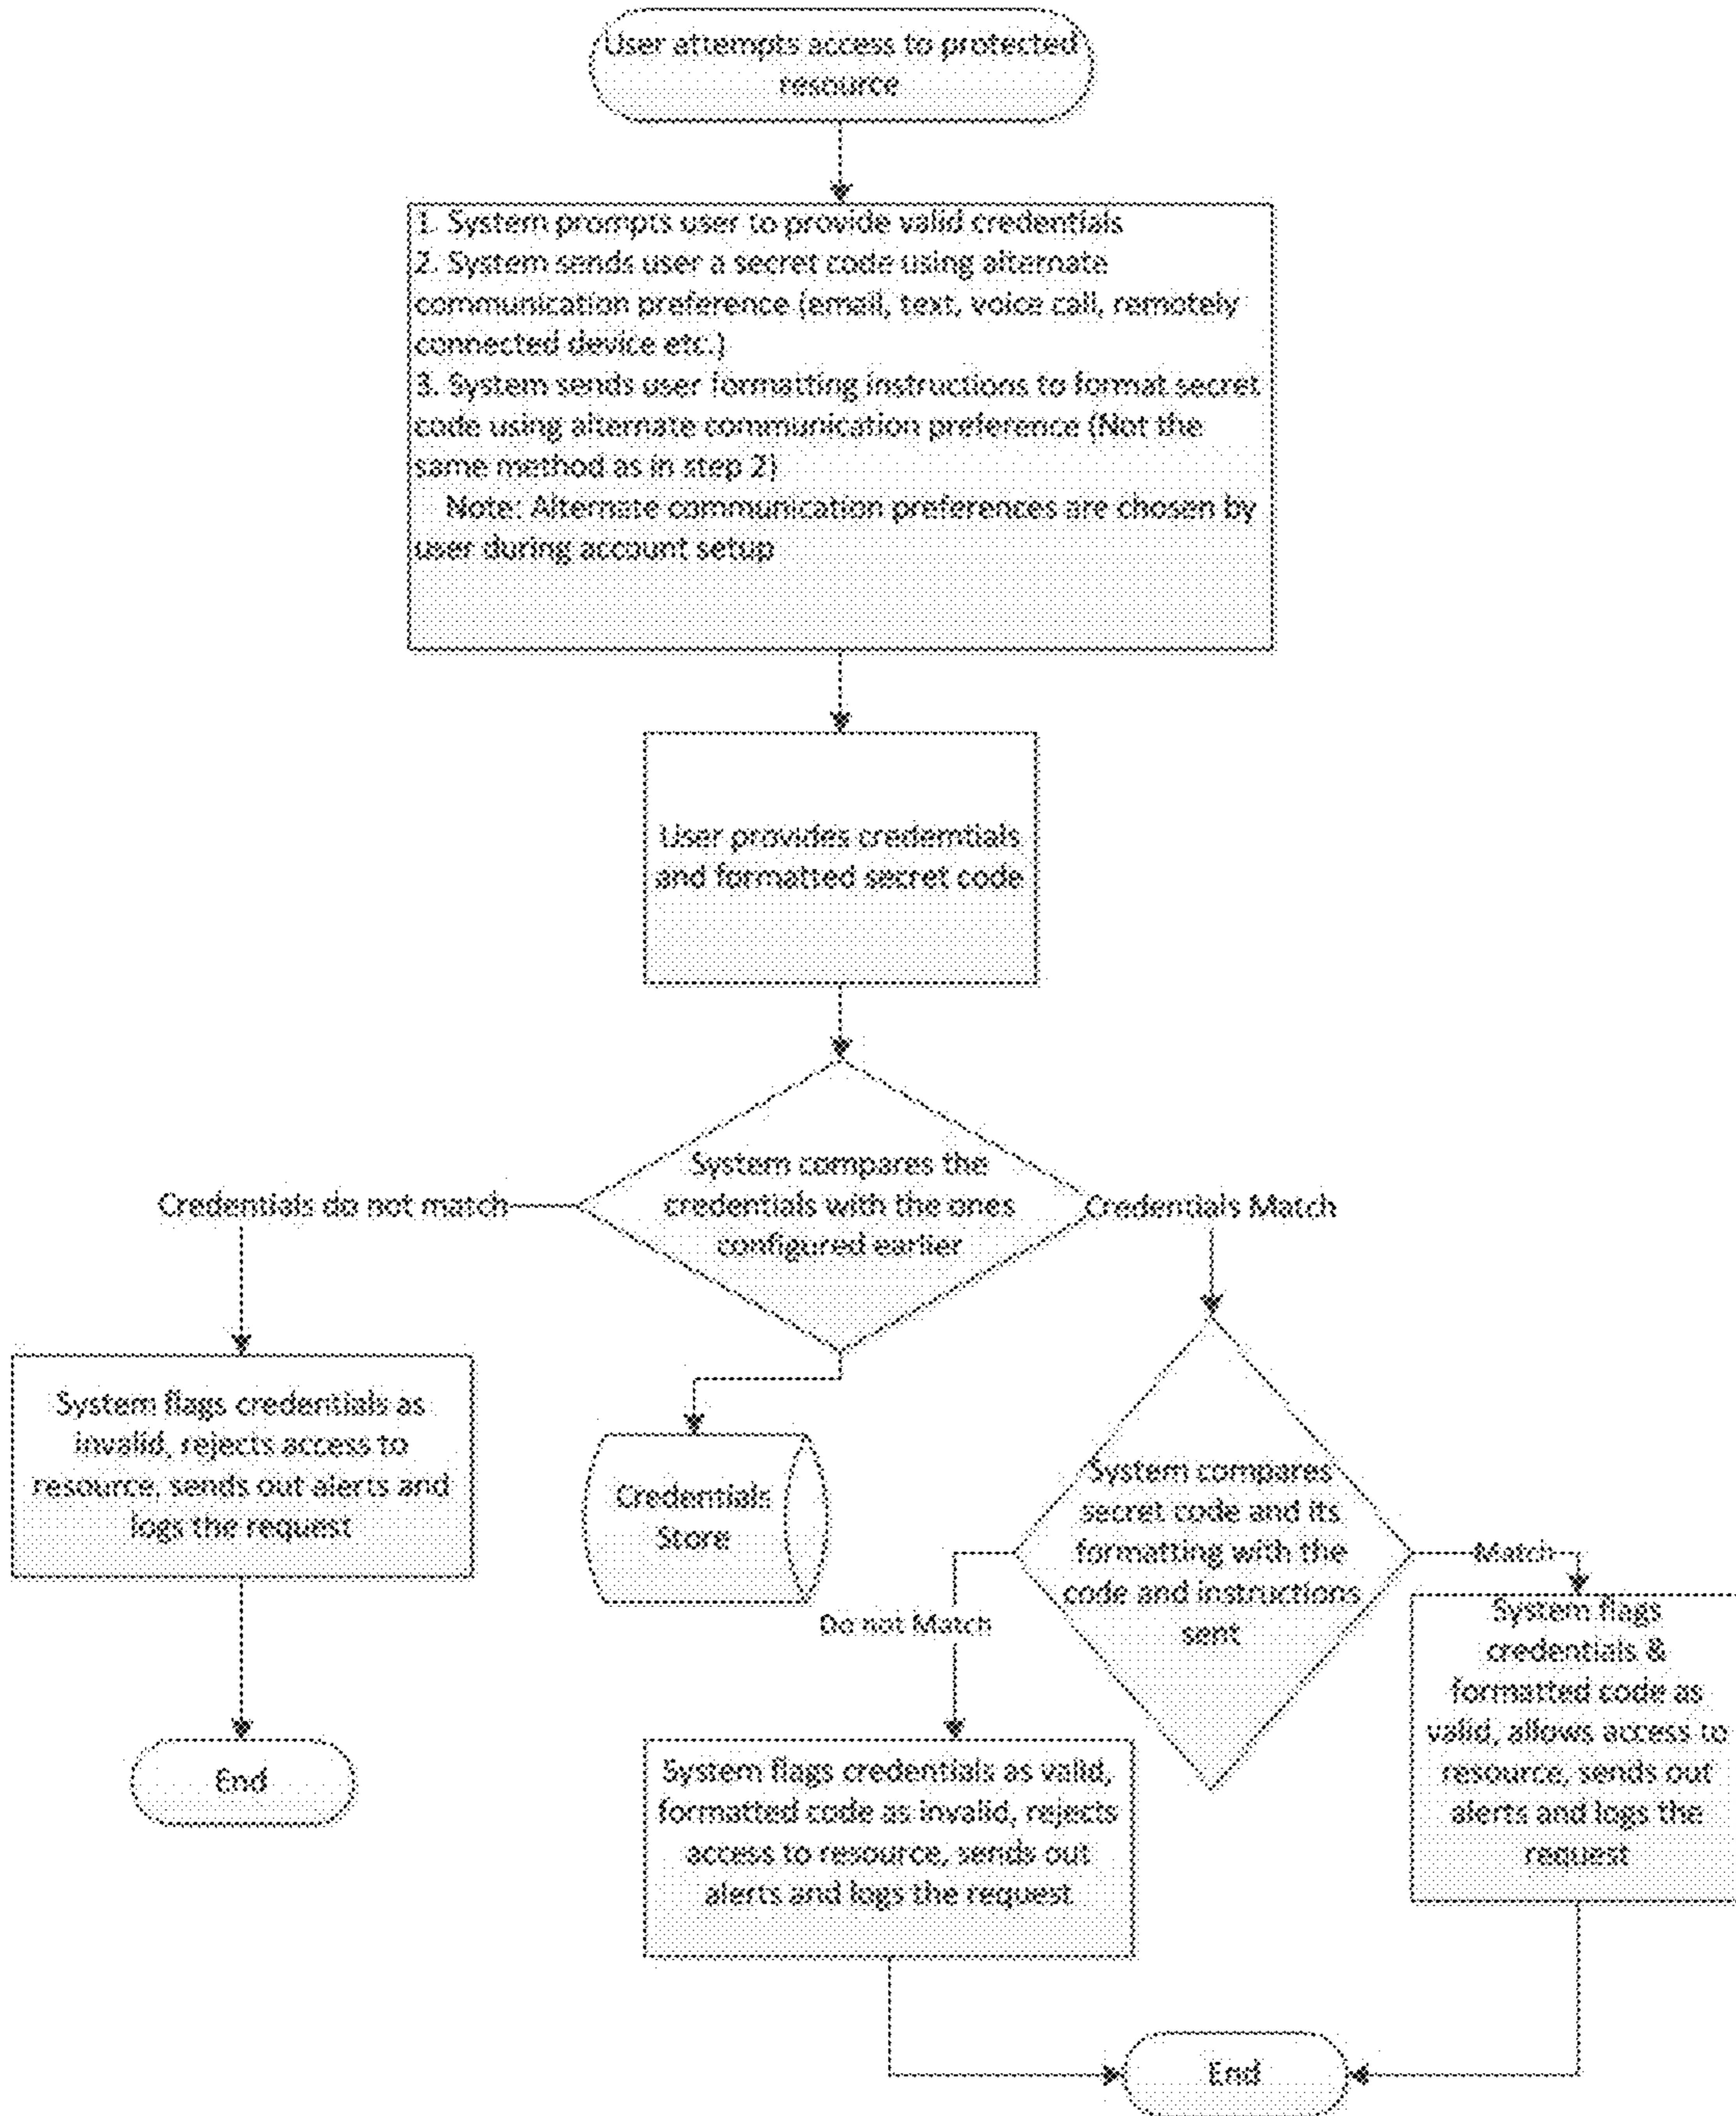 User attempts access to protected
resource
1. System prompts user to provide valid credentials
2. System sends user a secret code using alternate
communication preference (email, text, voice call, remotely
connected device etc.)
3. System sends user formatting instructions to format secret
code using alternate communication preference (Not the
same method as in step 2)
Note: Alternate communication preferences are chosen by
user during account setup
User provides credentials
and formatted secret code
System compares the
credentials with the ones
configured earlier
Credentials do not match
Credentials Match
System flags credentials as
invalid, rejects access to
resource, sends out alerts and
logs the request
End
Credentials
Store
System compares
secret code and its
formatting with the
code and instructions
sent
Do not Match
Match
System flags credentials as valid,
formatted code as invalid, rejects
access to resource, sends out
alerts and logs the request
System flags
credentials &
formatted code as
valid, allows access to
resource, sends out
alerts and logs the
request
End